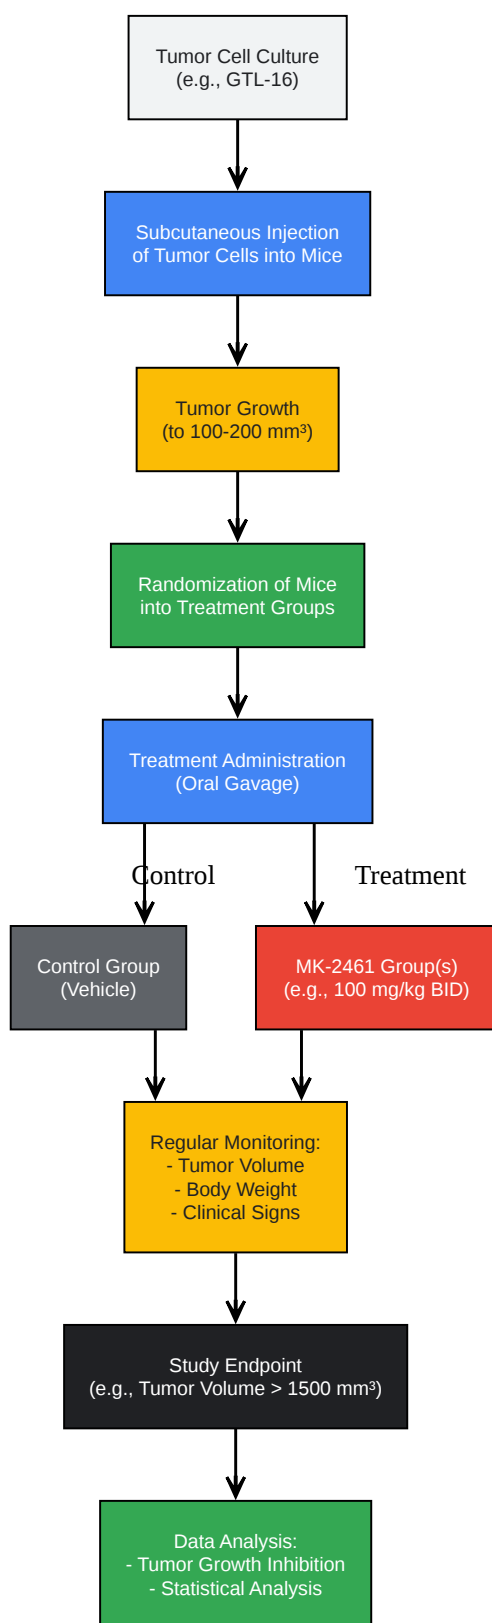 Tumor Cell Culture
(e.g., GTL-16)
Subcutaneous Injection
of Tumor Cells into Mice
Tumor Growth
(to 100-200 mm³)
Randomization of Mice
into Treatment Groups
Treatment Administration
(Oral Gavage)
Control
Treatment
Control Group
(Vehicle)
MK-2461 Group(s)
(e.g., 100 mg/kg BID)
Regular Monitoring:
- Tumor Volume
- Body Weight
- Clinical Signs
Study Endpoint
(e.g., Tumor Volume > 1500 mm³)
Data Analysis:
- Tumor Growth Inhibition
- Statistical Analysis